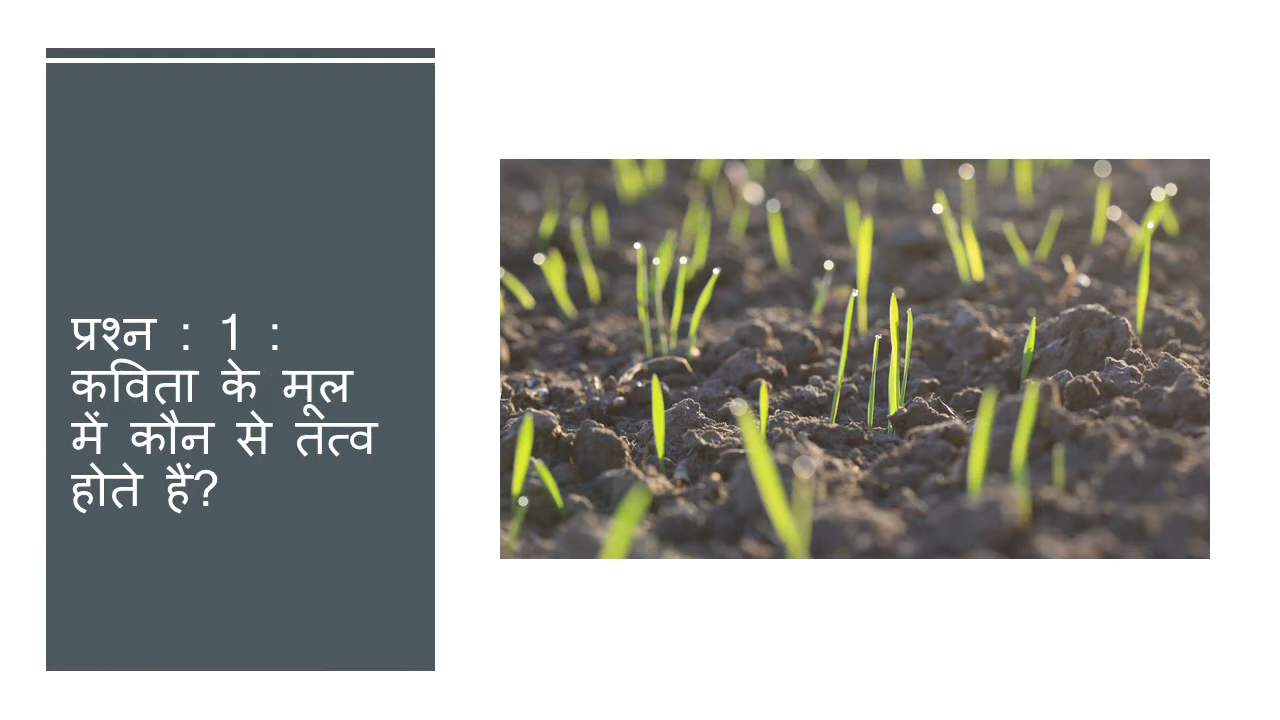 प्रश्न : 1 :
कविता के मूल
में कौन से तत्व
होते हैं?